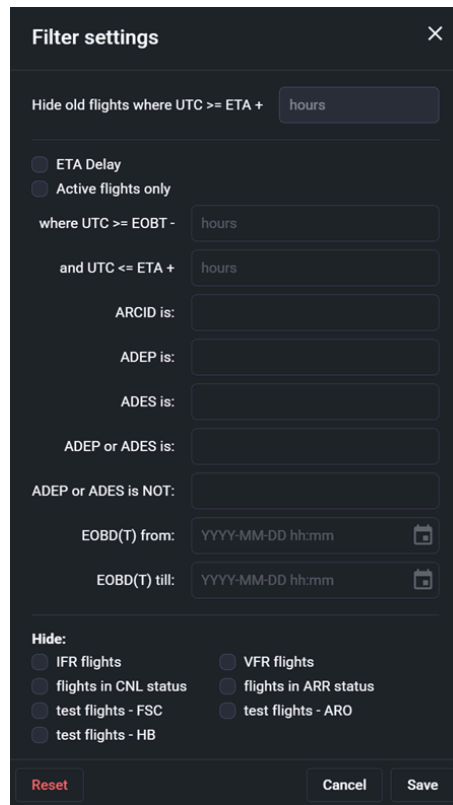 Filter settings
Hide old flights where UTC >= ETA + hours
ETA Delay
Active flights only
where UTC >= EOBT - hours
and UTC <= ETA + hours
ARCID is:
ADEP is:
ADES is:
ADEP or ADES is:
ADEP or ADES is NOT:
EOBD(T) from: YYYY-MM-DD hh:mm
EOBD(T) till: YYYY-MM-DD hh:mm
Hide:
IFR flights VFR flights
flights in CNL status flights in ARR status
test flights - FSC test flights - ARO
test flights - HB
Reset Cancel Save